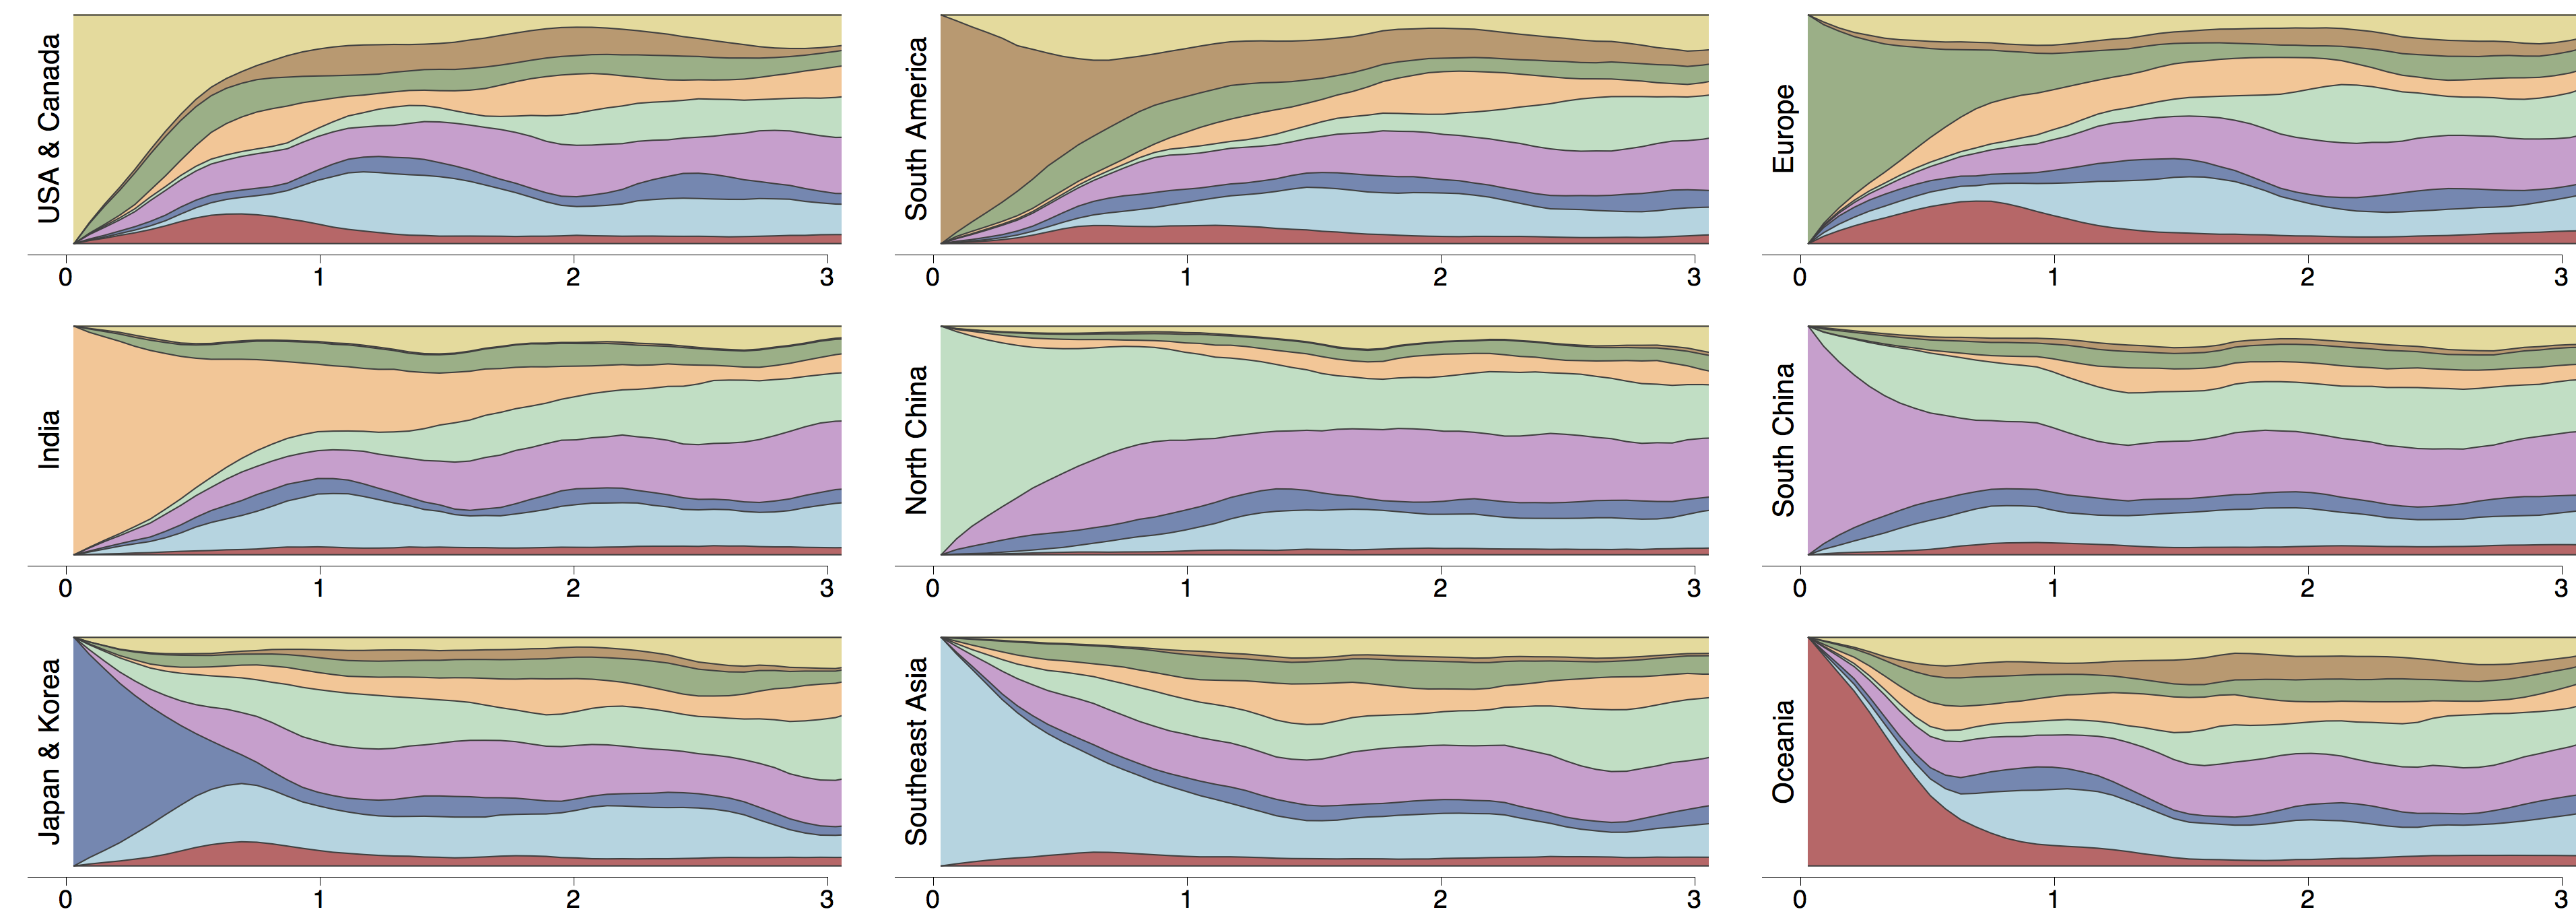 USA & Canada
0 1 2 3
South America
0 1 2 3
Europe
0 1 2 3
India
0 1 2 3
North China
0 1 2 3
South China
0 1 2 3
Japan & Korea
0 1 2 3
Southeast Asia
0 1 2 3
Oceania
0 1 2 3